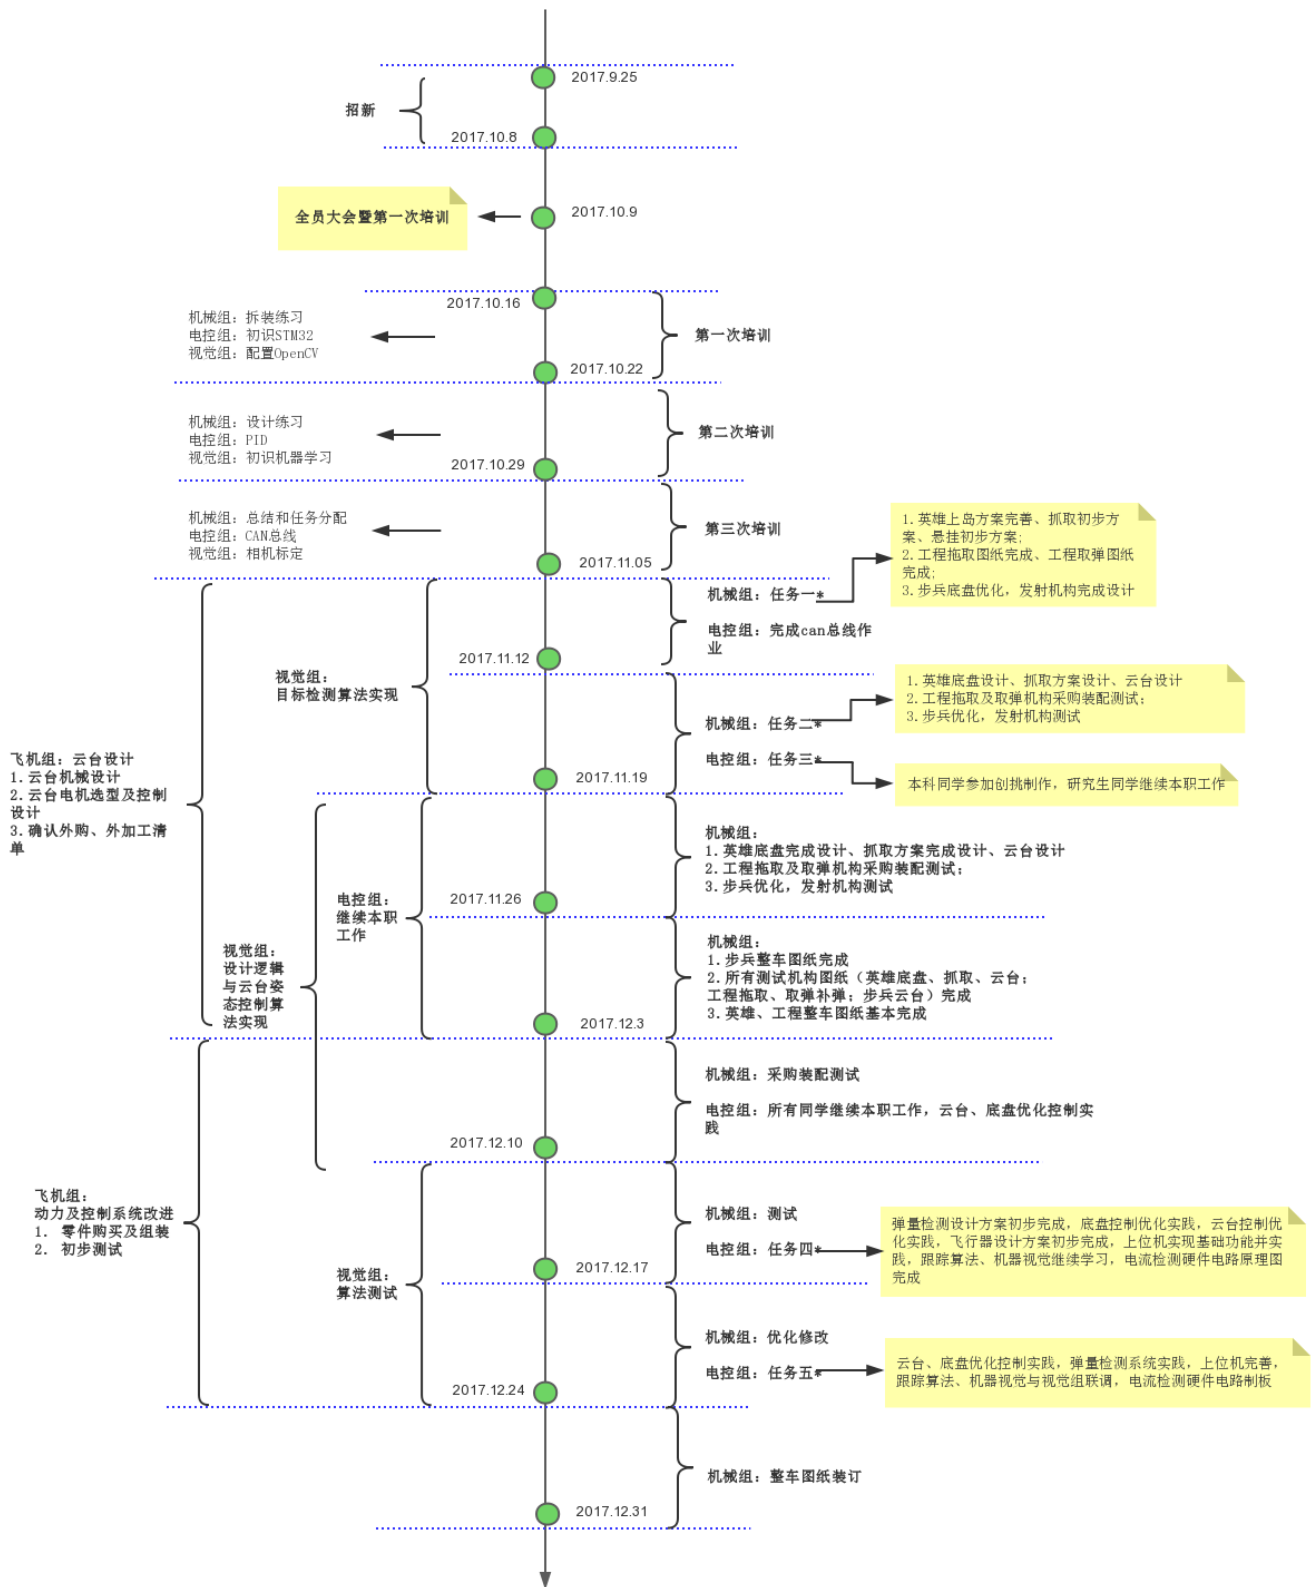 2017.9.25
招新
2017.10.8
全员大会暨第一次培训
2017.10.9
2017.10.16
机械组：拆装练习
电控组：初识STM32
视觉组：配置OpenCV
第一次培训
2017.10.22
机械组：设计练习
电控组：PID
视觉组：初识机器学习
第二次培训
2017.10.29
机械组：总结和任务分配
电控组：CAN总线
视觉组：相机标定
第三次培训
2017.11.05
1.英雄上岛方案完善、抓取初步方
案、悬挂初步方案;
2.工程拖取图纸完成、工程取弹图纸
完成;
3.步兵底盘优化，发射机构完成设计
机械组：任务一*
电控组：完成can总线作
业
2017.11.12
视觉组：
目标检测算法实现
1.英雄底盘设计、抓取方案设计、云台设计
2.工程拖取及取弹机构采购装配测试;
3.步兵优化，发射机构测试
机械组：任务二*
电控组：任务三*
本科同学参加创挑制作，研究生同学继续本职工作
2017.11.19
飞机组：云台设计
1.云台机械设计
2.云台电机选型及控制
设计
3.确认外购、外加工清
单
机械组：
1.英雄底盘完成设计、抓取方案完成设计、云台设计
2.工程拖取及取弹机构采购装配测试;
3.步兵优化，发射机构测试
2017.11.26
电控组：
继续本职
工作
视觉组：
设计逻辑
与云台姿
态控制算
法实现
机械组：
1.步兵整车图纸完成
2.所有测试机构图纸（英雄底盘、抓取、云台;
工程拖取、取弹补弹; 步兵云台）完成
3.英雄、工程整车图纸基本完成
2017.12.3
机械组：采购装配测试
电控组：所有同学继续本职工作，云台、底盘优化控制实
践
2017.12.10
飞机组：
动力及控制系统改进
1. 零件购买及组装
2. 初步测试
机械组：测试
电控组：任务四*
弹量检测设计方案初步完成，底盘控制优化实践，云台控制优
化实践，飞行器设计方案初步完成，上位机实现基础功能并实
践，跟踪算法、机器视觉继续学习，电流检测硬件电路原理图
完成
2017.12.17
视觉组：
算法测试
机械组：优化修改
电控组：任务五*
云台、底盘优化控制实践，弹量检测系统实践，上位机完善，
跟踪算法、机器视觉与视觉组联调，电流检测硬件电路制板
2017.12.24
机械组：整车图纸装订
2017.12.31